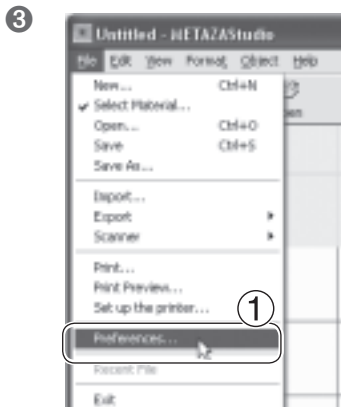 3
Untitled - METAZAStudio
File Edit View Format Object Help
New... Ctrl+N
Select Material...
Open... Ctrl+O
Save Ctrl+S
Save As...
Import...
Export
Scanner
Print...
Print Preview...
Set up the printer...
1
Preferences...
Recent File
Exit